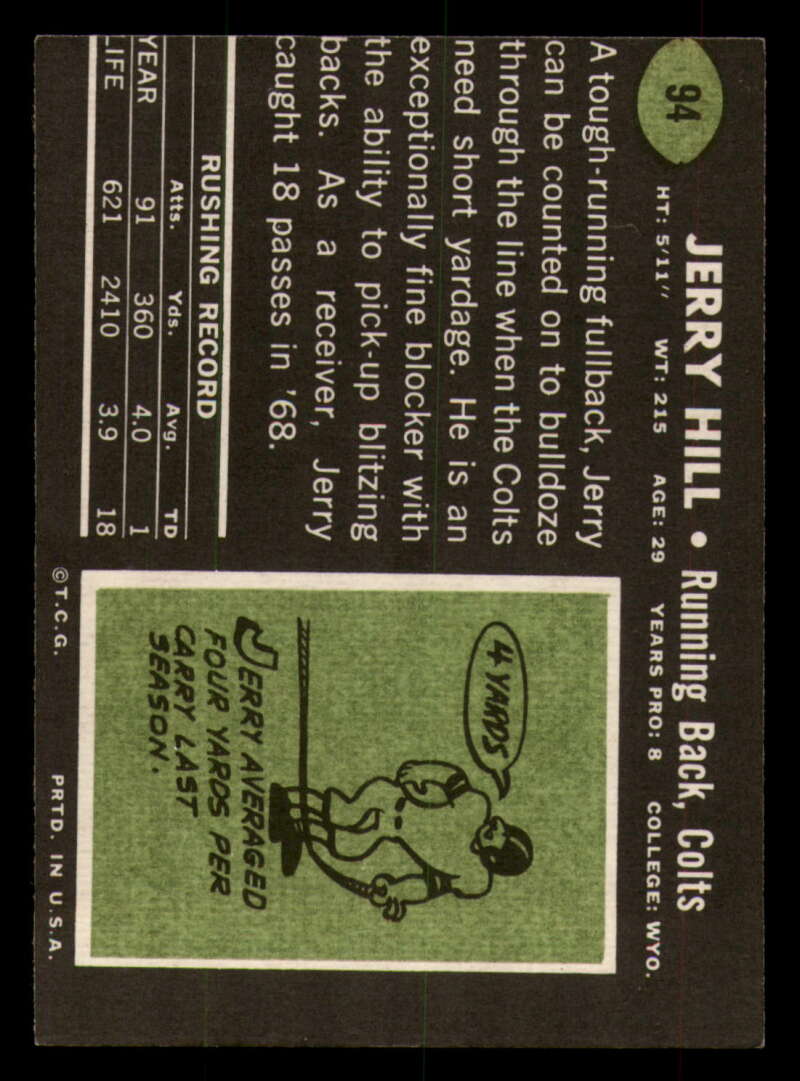 94
JERRY HILL • Running Back, Colts
HT: 5'11" WT: 215 AGE: 29 YEARS PRO: 8 COLLEGE: WYO.
A tough-running fullback, Jerry
can be counted on to bulldoze
through the line when the Colts
need short yardage. He is an
exceptionally fine blocker with
the ability to pick-up blitzing
backs. As a receiver, Jerry
caught 18 passes in '68.
RUSHING RECORD
Atts. Yds. Avg. TD
YEAR 91 360 4.0 1
LIFE 621 2410 3.9 18
4 YARDS
JERRY AVERAGED
FOUR YARDS PER
CARRY LAST
SEASON.
©T.C.G. PRTD. IN U.S.A.